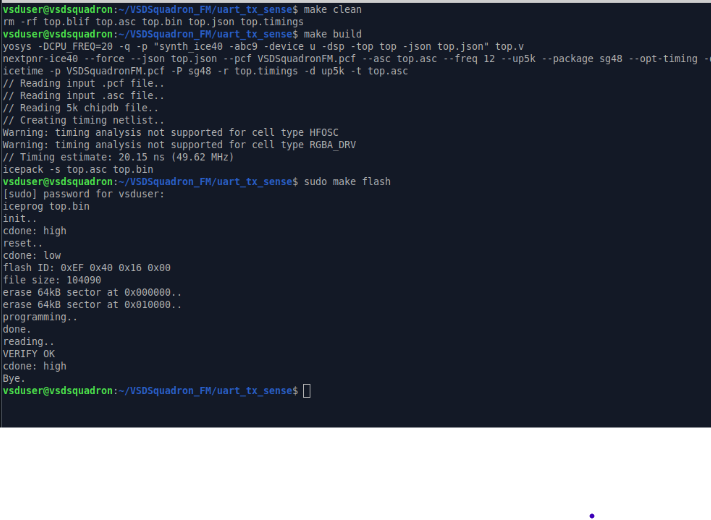 vsduser@vsdsquadron:~/VSDSquadron_FM/uart_tx_sense$ make clean
rm -rf top.blif top.asc top.bin top.json top.timings
vsduser@vsdsquadron:~/VSDSquadron_FM/uart_tx_sense$ make build
yosys -DCPU_FREQ=20 -q -p "synth_ice40 -abc9 -device u -dsp -top top -json top.json" top.v
nextpnr-ice40 --force --json top.json --pcf VSDSquadronFM.pcf --asc top.asc --freq 12 --up5k --package sg48 --opt-timing -
icetime -p VSDSquadronFM.pcf -P sg48 -r top.timings -d up5k -t top.asc
// Reading input .pcf file..
// Reading input .asc file..
// Reading 5k chipdb file..
// Creating timing netlist..
Warning: timing analysis not supported for cell type HFOSC
Warning: timing analysis not supported for cell type RGBA_DRV
// Timing estimate: 20.15 ns (49.62 MHz)
icepack -s top.asc top.bin
vsduser@vsdsquadron:~/VSDSquadron_FM/uart_tx_sense$ sudo make flash
[sudo] password for vsduser:
iceprog top.bin
init..
cdone: high
reset..
cdone: low
flash ID: 0xEF 0x40 0x16 0x00
file size: 104090
erase 64kB sector at 0x000000..
erase 64kB sector at 0x010000..
programming..
done.
reading..
VERIFY OK
cdone: high
Bye.
vsduser@vsdsquadron:~/VSDSquadron_FM/uart_tx_sense$